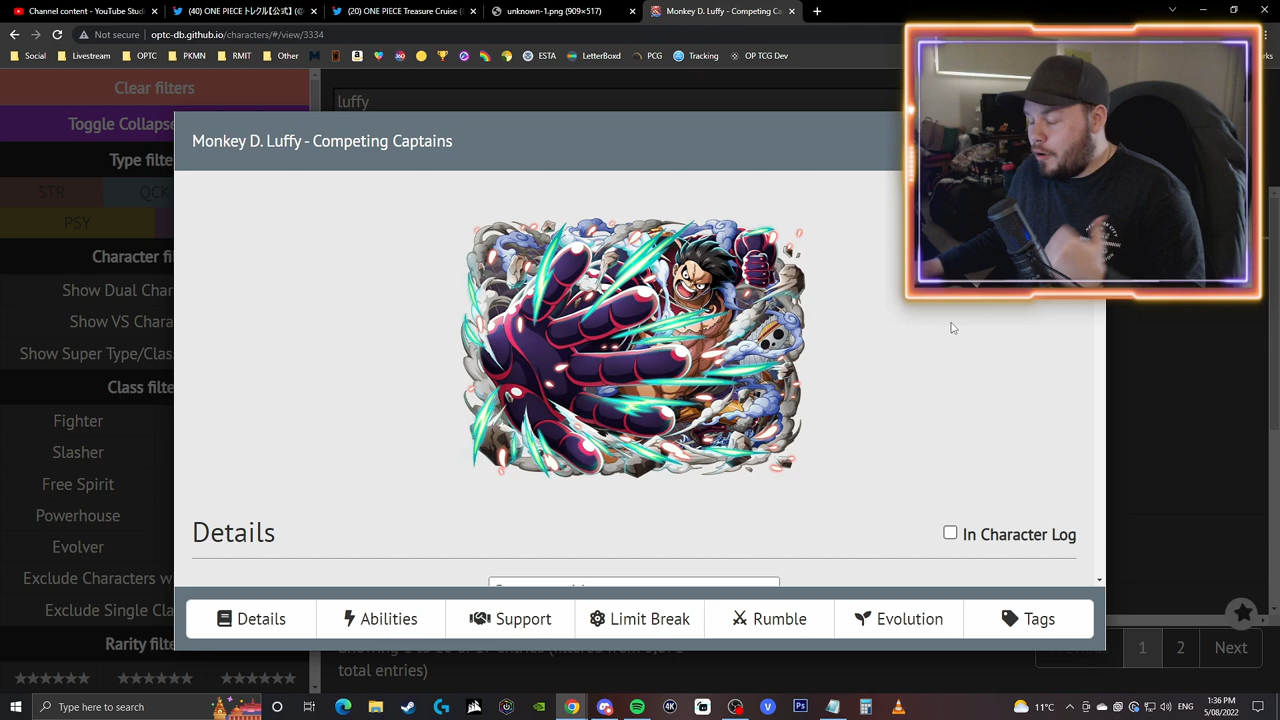 Channel content - YouTube Studio
(40) ONE PIECE トレクル【公式】(@
(20) ONE PIECE Treasure Cruise (
unknown-1.png (909×517)
Monkey D. Luffy - Competing Ca
Not secure
optc-db.github.io/characters/#/view/3334
Social
Livestream
OPTC
PKMN
RMIT
Other
ESTA
LetterBoxd
PCG
Tracking
OP TCG Dev
Clear filters
luffy
Toggle Collapse
Monkey D. Luffy - Competing Captains
Type filte
STR
QCK
PSY
Character f
Show Dual Char
Show VS Chara
Show Super Type/Class
Class filte
Fighter
Slasher
Free Spirit
Powerhouse
Evolver
Exclude Characters w
Exclude Single Cla
Rarity filte
Details
In Character Log
Details
Abilities
Support
Limit Break
Rumble
Evolution
Tags
1
2
Next
total entries)
Type here to search
11°C
1:36 PM
5/08/2022